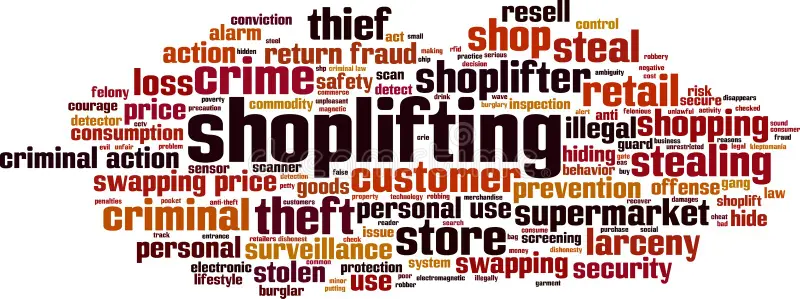 conviction
thief
resell
control
alarm
act small
shop
steal
action
hidden
steel
return fraud
making
rfid
practice serious
robbery
decision
chip
loss
crime
shp criminal law
safety
scan
shoplifter
ambiguity
negative
cost
felony
commerce
detect
retail
risk
secure
disappears
courage
price
poverty
precaution
commodity
unpleasant
magnetic
drink
wave
burglary
inspection
alert
felonious
unlawful
activity
checked
detector
cctv
shoplifting
anti
illegal
shopping
sound
consumer
fraud
consumption
crie
guard
business
unrestricted
reasons
legal
kleptomania
evil unfair
problem
criminal action
sensor
scanner
false
hiding
gate
eas
stealing
behavior
buy
swapping price
detection
petty
goods
customer
prevention
offense
gang
law
penalties
pocket
anti-theft
customers
property
technology
robbing
merchandise
recover
damages
shoplift
criminal
theft
personal use
supermarket
cheat
bad
hide
reader
search
track
entrance
issue
store
consume
bag
screening
purchase
social
larceny
personal
retailers dishonest
check
surveillance
money
dishonesty
electronic
lifestyle
stolen
common
protection
system
swapping
security
burglar
minor
putting
use
poor
robber
electromagnetic
illegally
garment